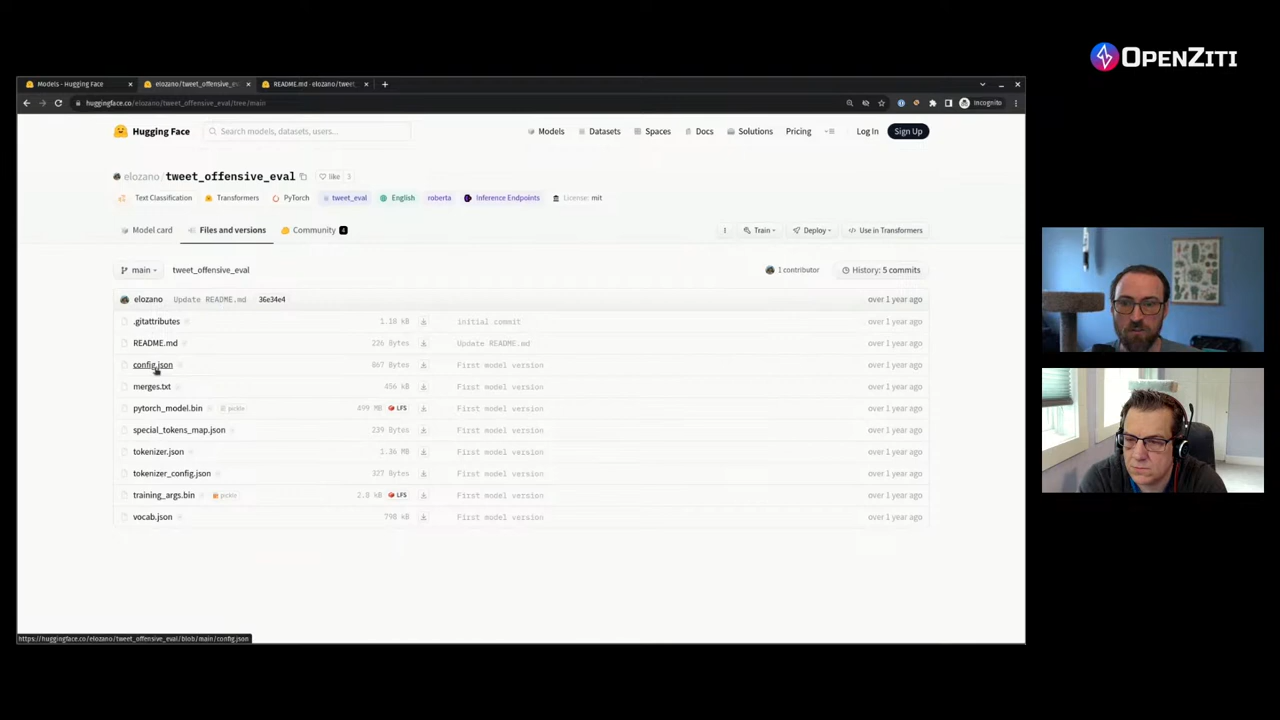 OPENZITI
Models - Hugging Face
elozano/tweet_offensive_ev
README.md · elozano/tweet
huggingface.co/elozano/tweet_offensive_eval/tree/main
Incognito
Hugging Face
Search models, datasets, users...
Models
Datasets
Spaces
Docs
Solutions
Pricing
Log In
Sign Up
elozano/tweet_offensive_eval
like 3
Text Classification
Transformers
PyTorch
tweet_eval
English
roberta
Inference Endpoints
License: mit
Model card
Files and versions
Community 4
Train
Deploy
</> Use in Transformers
main
tweet_offensive_eval
1 contributor
History: 5 commits
elozano Update README.md 36e34e4 over 1 year ago
.gitattributes 1.18 kB initial commit over 1 year ago
README.md 226 Bytes Update README.md over 1 year ago
config.json 867 Bytes First model version over 1 year ago
merges.txt 456 kB First model version over 1 year ago
pytorch_model.bin pickle 499 MB LFS First model version over 1 year ago
special_tokens_map.json 239 Bytes First model version over 1 year ago
tokenizer.json 1.36 MB First model version over 1 year ago
tokenizer_config.json 327 Bytes First model version over 1 year ago
training_args.bin pickle 2.8 kB LFS First model version over 1 year ago
vocab.json 798 kB First model version over 1 year ago
https://huggingface.co/elozano/tweet_offensive_eval/blob/main/config.json